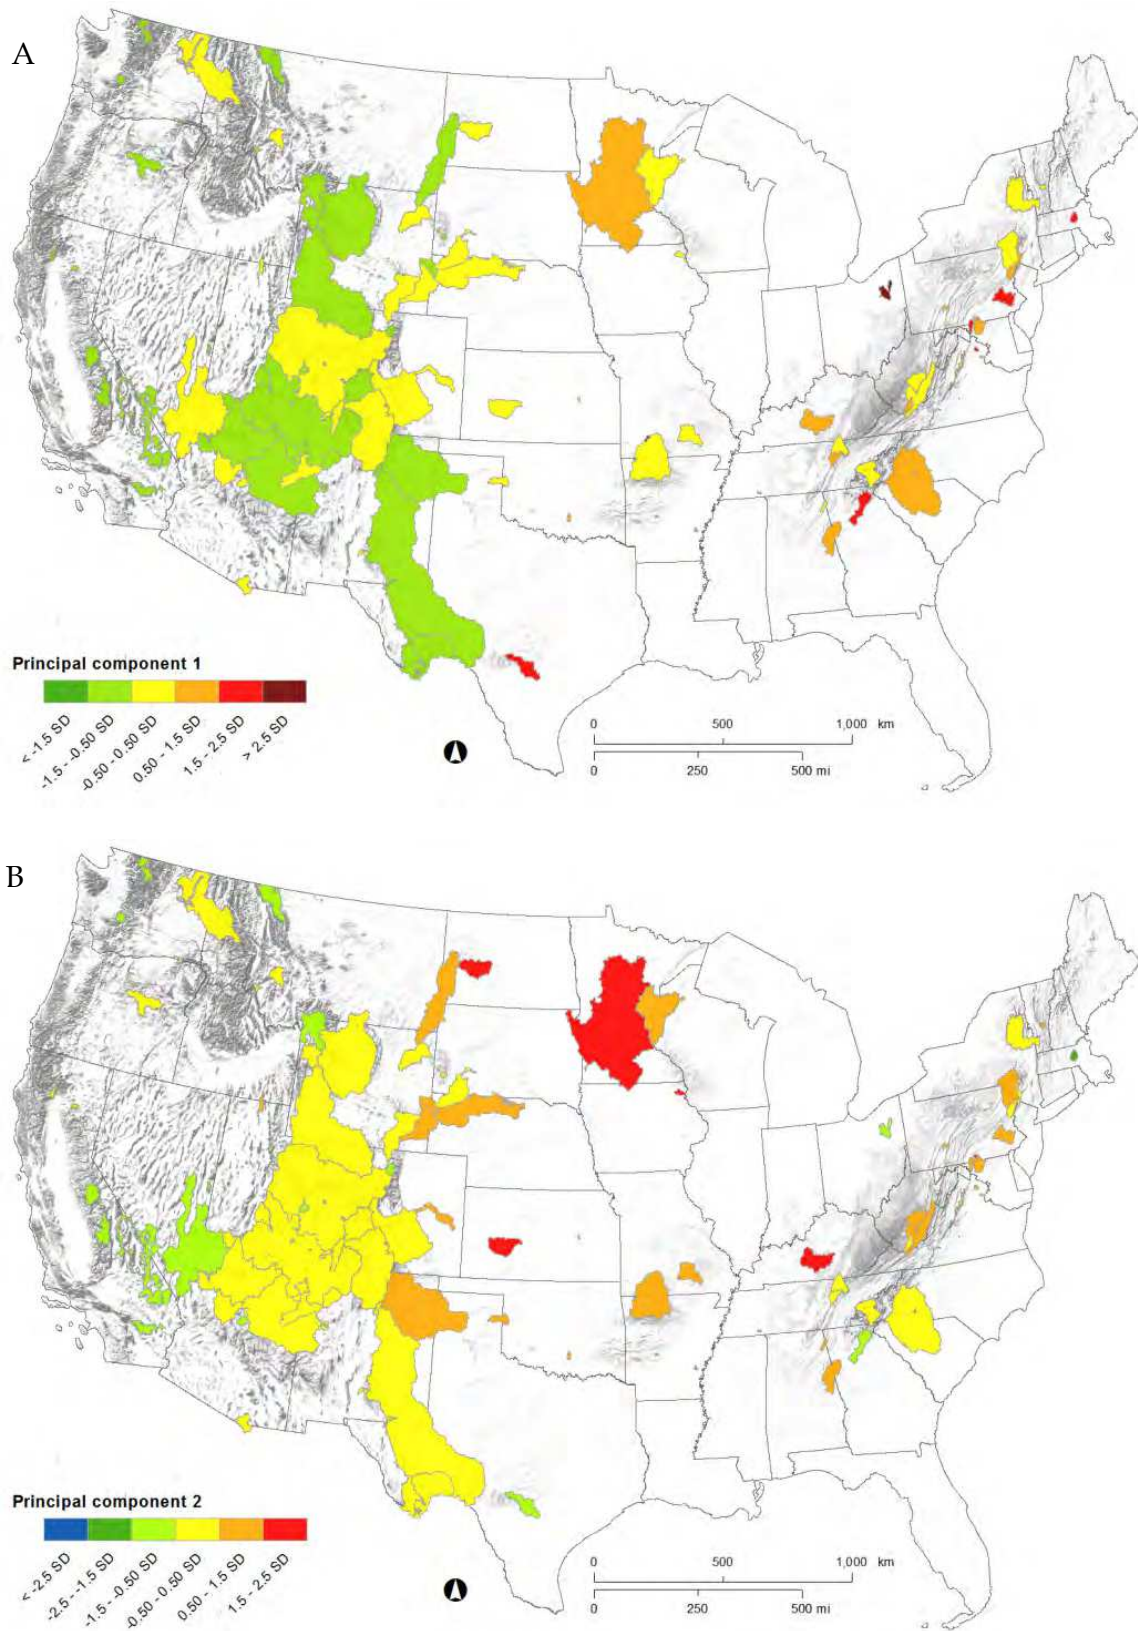 A
Principal component 1
< -1.5 SD
-1.5 - -0.50 SD
-0.50 - 0.50 SD
0.50 - 1.5 SD
1.5 - 2.5 SD
> 2.5 SD
0 500 1,000 km
0 250 500 mi
B
Principal component 2
< -2.5 SD
-2.5 - -1.5 SD
-1.5 - -0.50 SD
-0.50 - 0.50 SD
0.50 - 1.5 SD
1.5 - 2.5 SD
0 500 1,000 km
0 250 500 mi